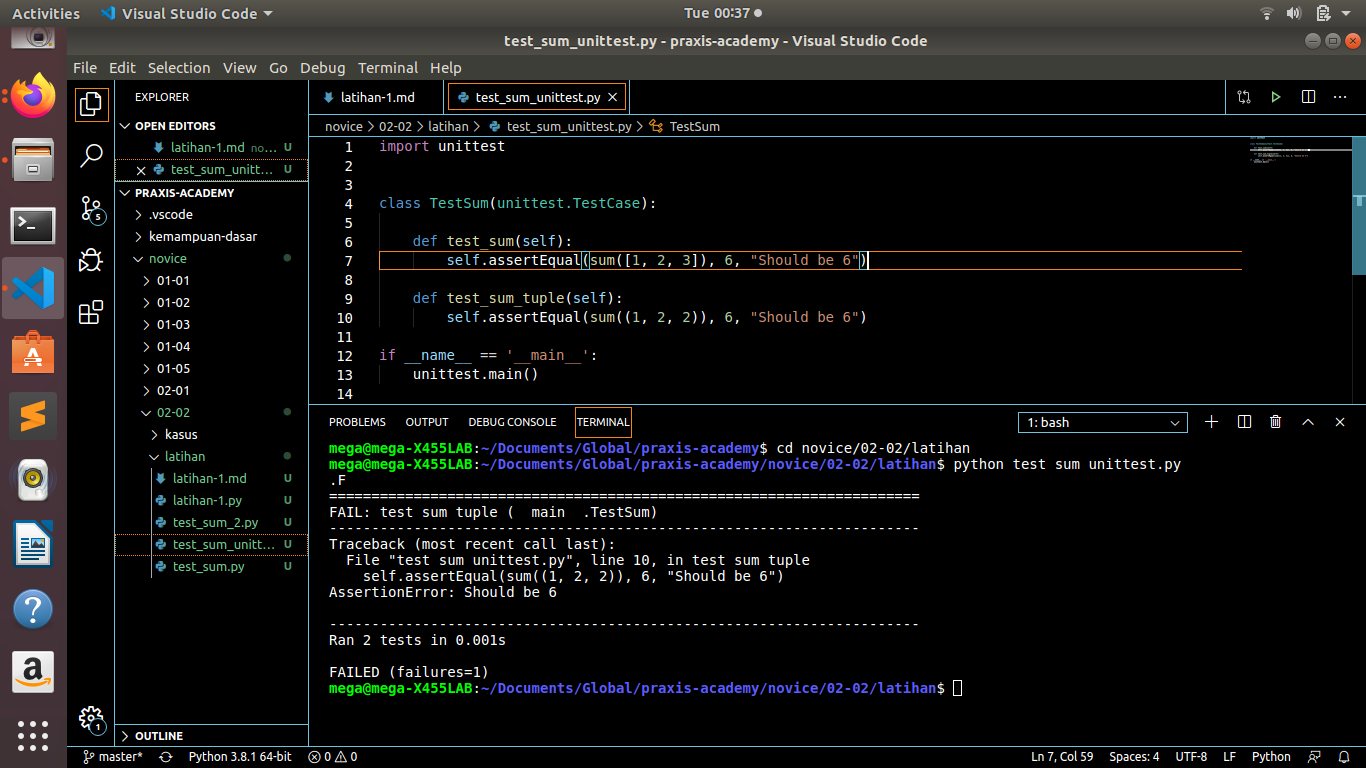 Activities
Visual Studio Code
Tue 00:37
test_sum_unittest.py - praxis-academy - Visual Studio Code
File Edit Selection View Go Debug Terminal Help
EXPLORER
OPEN EDITORS
latihan-1.md no... U
test_sum_unitt... U
PRAXIS-ACADEMY
.vscode
kemampuan-dasar
novice
01-01
01-02
01-03
01-04
01-05
02-01
02-02
kasus
latihan
latihan-1.md U
latihan-1.py U
test_sum_2.py U
test_sum_unitt... U
test_sum.py U
OUTLINE
5
1
latihan-1.md
test_sum_unittest.py
novice > 02-02 > latihan > test_sum_unittest.py > TestSum
1 import unittest
2
3
4 class TestSum(unittest.TestCase):
5
6     def test_sum(self):
7         self.assertEqual(sum([1, 2, 3]), 6, "Should be 6")
8
9     def test_sum_tuple(self):
10         self.assertEqual(sum((1, 2, 2)), 6, "Should be 6")
11
12 if __name__ == '__main__':
13     unittest.main()
14
PROBLEMS OUTPUT DEBUG CONSOLE TERMINAL
1: bash
mega@mega-X455LAB:~/Documents/Global/praxis-academy$ cd novice/02-02/latihan
mega@mega-X455LAB:~/Documents/Global/praxis-academy/novice/02-02/latihan$ python test sum unittest.py
.F
======================================================================
FAIL: test sum tuple (  main  .TestSum)
----------------------------------------------------------------------
Traceback (most recent call last):
  File "test sum unittest.py", line 10, in test sum tuple
    self.assertEqual(sum((1, 2, 2)), 6, "Should be 6")
AssertionError: Should be 6
----------------------------------------------------------------------
Ran 2 tests in 0.001s
FAILED (failures=1)
mega@mega-X455LAB:~/Documents/Global/praxis-academy/novice/02-02/latihan$
master* Python 3.8.1 64-bit 0 0
Ln 7, Col 59 Spaces: 4 UTF-8 LF Python